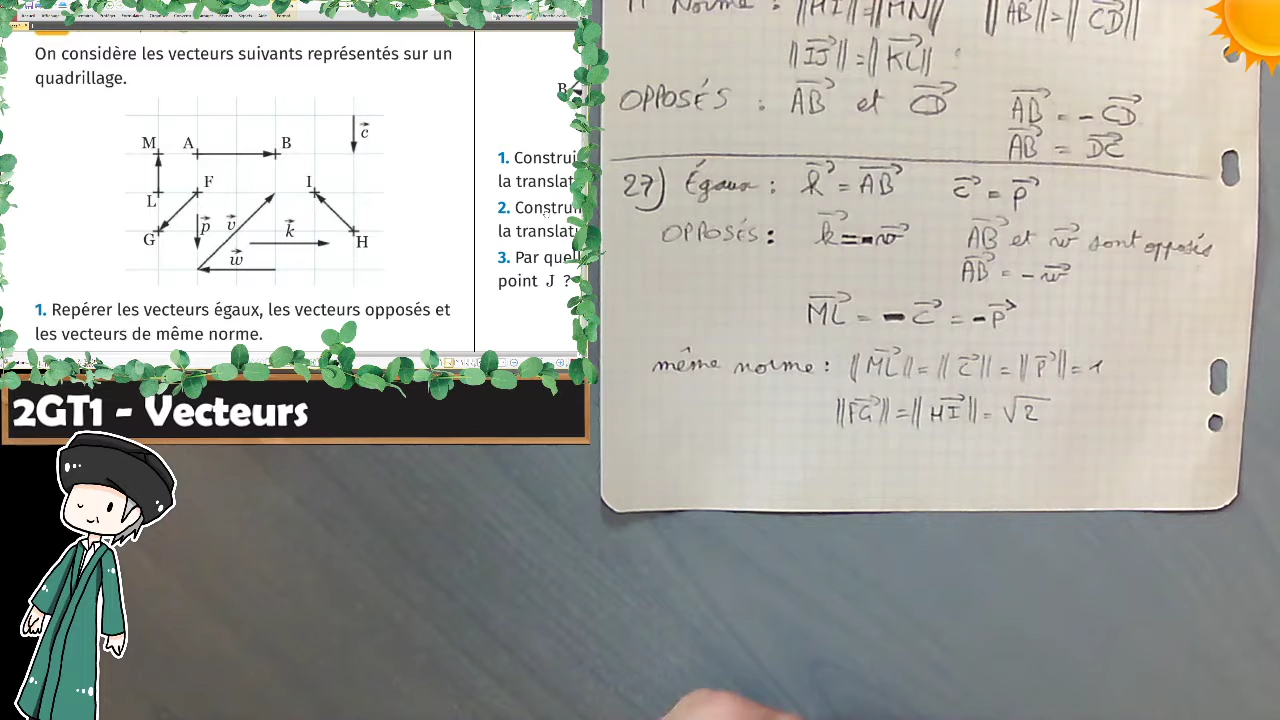 On considère les vecteurs suivants représentés sur un
quadrillage.
M A B c⃗
L F I
G p⃗ v⃗ k⃗ H
w⃗
1. Repérer les vecteurs égaux, les vecteurs opposés et
les vecteurs de même norme.
B
1. Construi
la translat
2. Constru
la translat
3. Par quel
point J ?
2GT1 - Vecteurs
Norme : ||HI||=||MN|| ||AB||=||CD||
||IJ||=||KL||
OPPOSÉS : AB et CD AB = - CD
AB = DC
27) Égaux : k = AB c = p
OPPOSÉS : k = - w AB et w sont opposés
AB = - w
ML = - c = - p
même norme : ||ML|| = ||c|| = ||p|| = 1
||FG|| = ||HI|| = √2